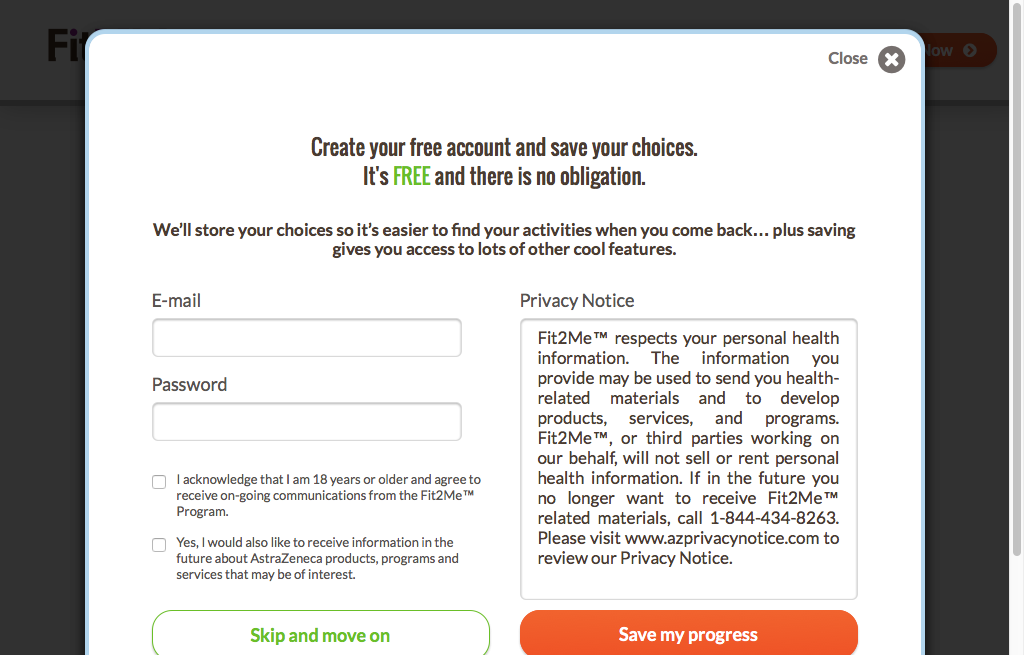 Fit
Now
Close
Create your free account and save your choices.
It's FREE and there is no obligation.
We'll store your choices so it's easier to find your activities when you come back... plus saving
gives you access to lots of other cool features.
E-mail
Privacy Notice
Fit2Me™ respects your personal health
information. The information you
provide may be used to send you health-
related materials and to develop
products, services, and programs.
Fit2Me™, or third parties working on
our behalf, will not sell or rent personal
health information. If in the future you
no longer want to receive Fit2Me™
related materials, call 1-844-434-8263.
Please visit www.azprivacynotice.com to
review our Privacy Notice.
Password
I acknowledge that I am 18 years or older and agree to
receive on-going communications from the Fit2Me™
Program.
Yes, I would also like to receive information in the
future about AstraZeneca products, programs and
services that may be of interest.
Skip and move on
Save my progress